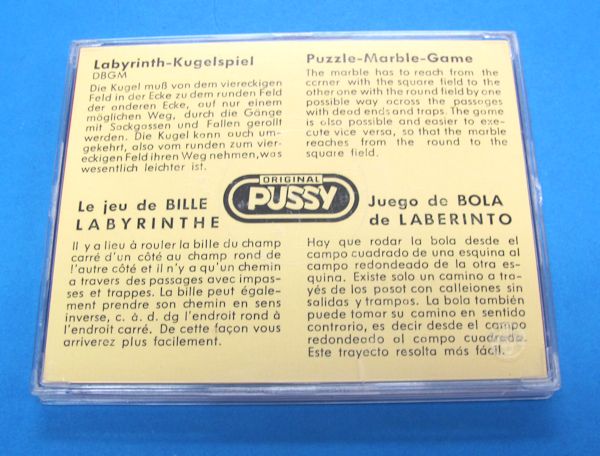 Labyrinth-Kugelspiel
DBGM
Die Kugel muß von dem viereckigen
Feld in der Ecke zu dem runden Feld
der anderen Ecke, auf nur einem
möglichen Weg, durch die Gänge
mit Sackgassen und Fallen gerollt
werden. Die Kugel kann auch um-
gekehrt, also vom runden zum vier-
eckigen Feld ihren Weg nehmen, was
wesentlich leichter ist.
Puzzle-Marble-Game
The marble has to reach from the
corner with the square field to the
other one with the round field by one
possible way across the passages
with dead ends and traps. The game
is also possible and easier to exe-
cute vice versa, so that the marble
reaches from the round to the
square field.
ORIGINAL
PUSSY
Le jeu de BILLE
LABYRINTHE
Il y a lieu à rouler la bille du champ
carré d'un côté au champ rond de
l'autre côté et il n'y a qu'un chemin
a travers des passages avec impas-
ses et trappes. La bille peut égale-
ment prendre son chemin en sens
inverse, c. á. d. dg l'endroit rond à
l'endroit carré. De cette façon vous
arriverez plus facilement.
Juego de BOLA
de LABERINTO
Hay que rodar la bola desde el
campo cuadrado de una esquina al
campo redondeado de la otra es-
quina. Existe solo un camino a tra-
yés de los posot con calleiones sin
salidas y trampos. La bola también
puede tomar su camino en sentido
contrario, es decir desde el campo
redondeado al campo cuadrado.
Este trayecto resolta más fácil.